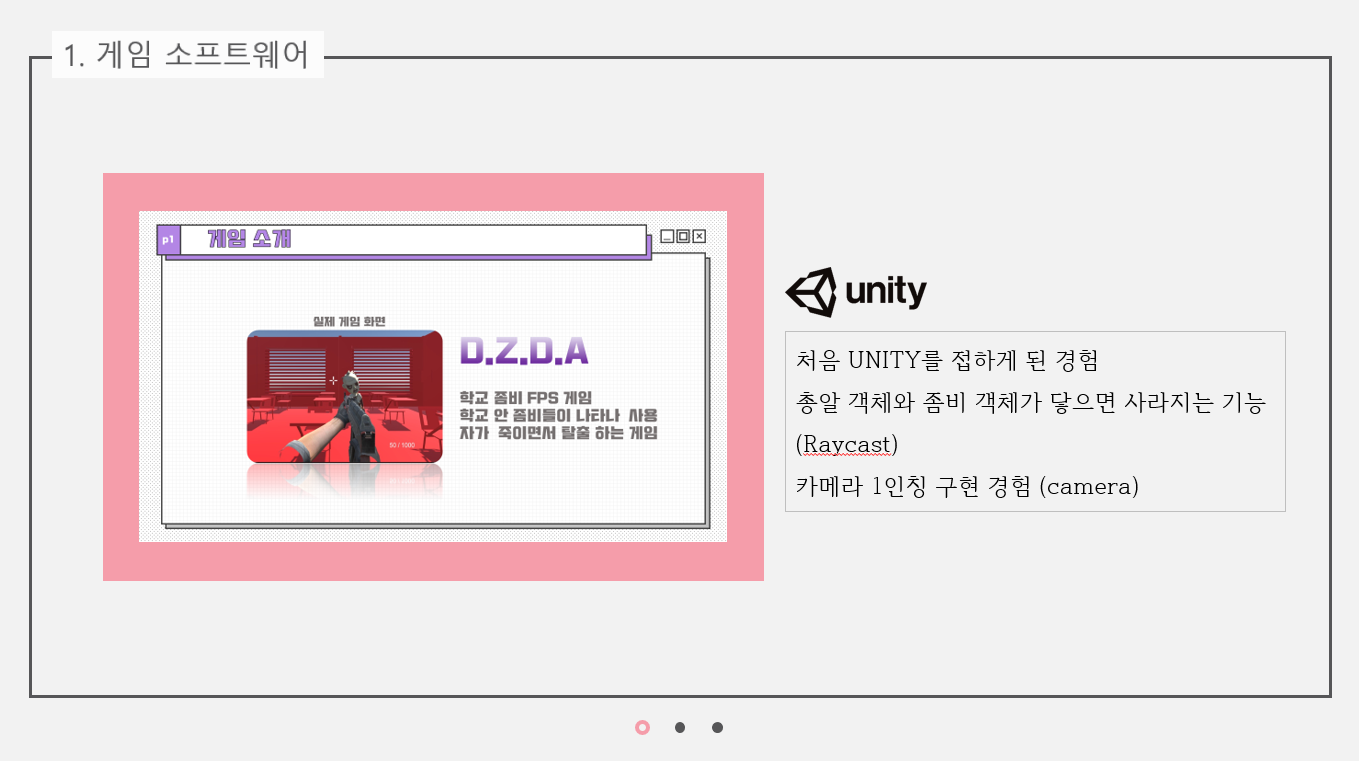 1. 게임 소프트웨어
p1
게임 소개
실제 게임 화면
50 / 1000
D.Z.D.A
학교 좀비 FPS 게임
학교 안 좀비들이 나타나 사용
자가 죽이면서 탈출 하는 게임
unity
처음 UNITY를 접하게 된 경험
총알 객체와 좀비 객체가 닿으면 사라지는 기능
(Raycast)
카메라 1인칭 구현 경험 (camera)